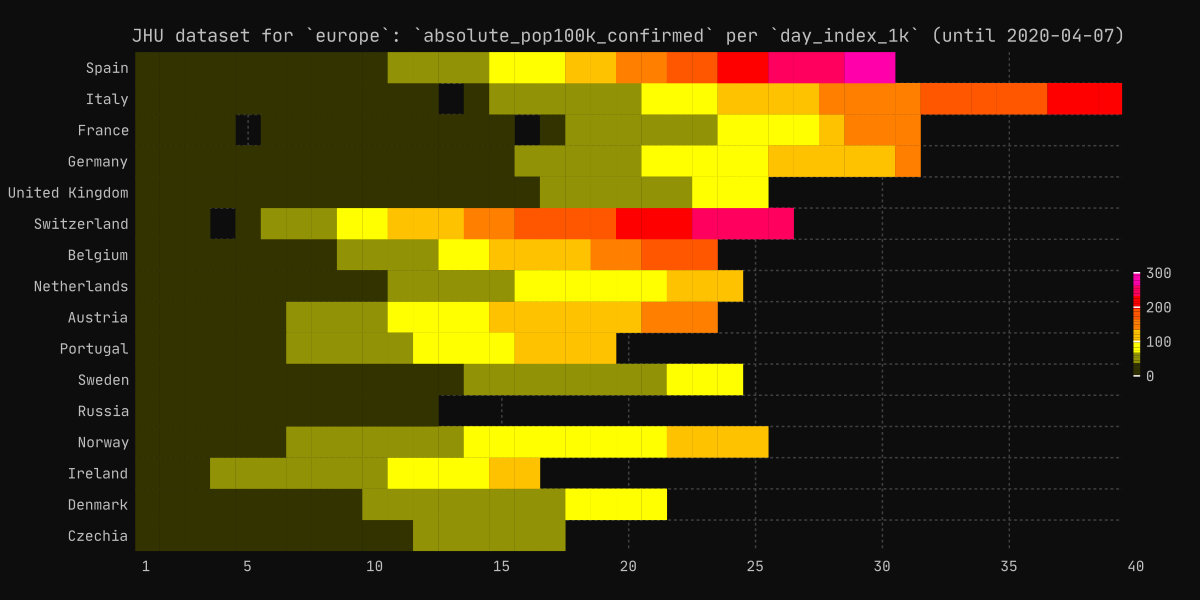 JHU dataset for `europe`: `absolute_pop100k_confirmed` per `day_index_1k` (until 2020-04-07)
Spain
Italy
France
Germany
United Kingdom
Switzerland
Belgium
Netherlands
Austria
Portugal
Sweden
Russia
Norway
Ireland
Denmark
Czechia
300
200
100
0
1 5 10 15 20 25 30 35 40